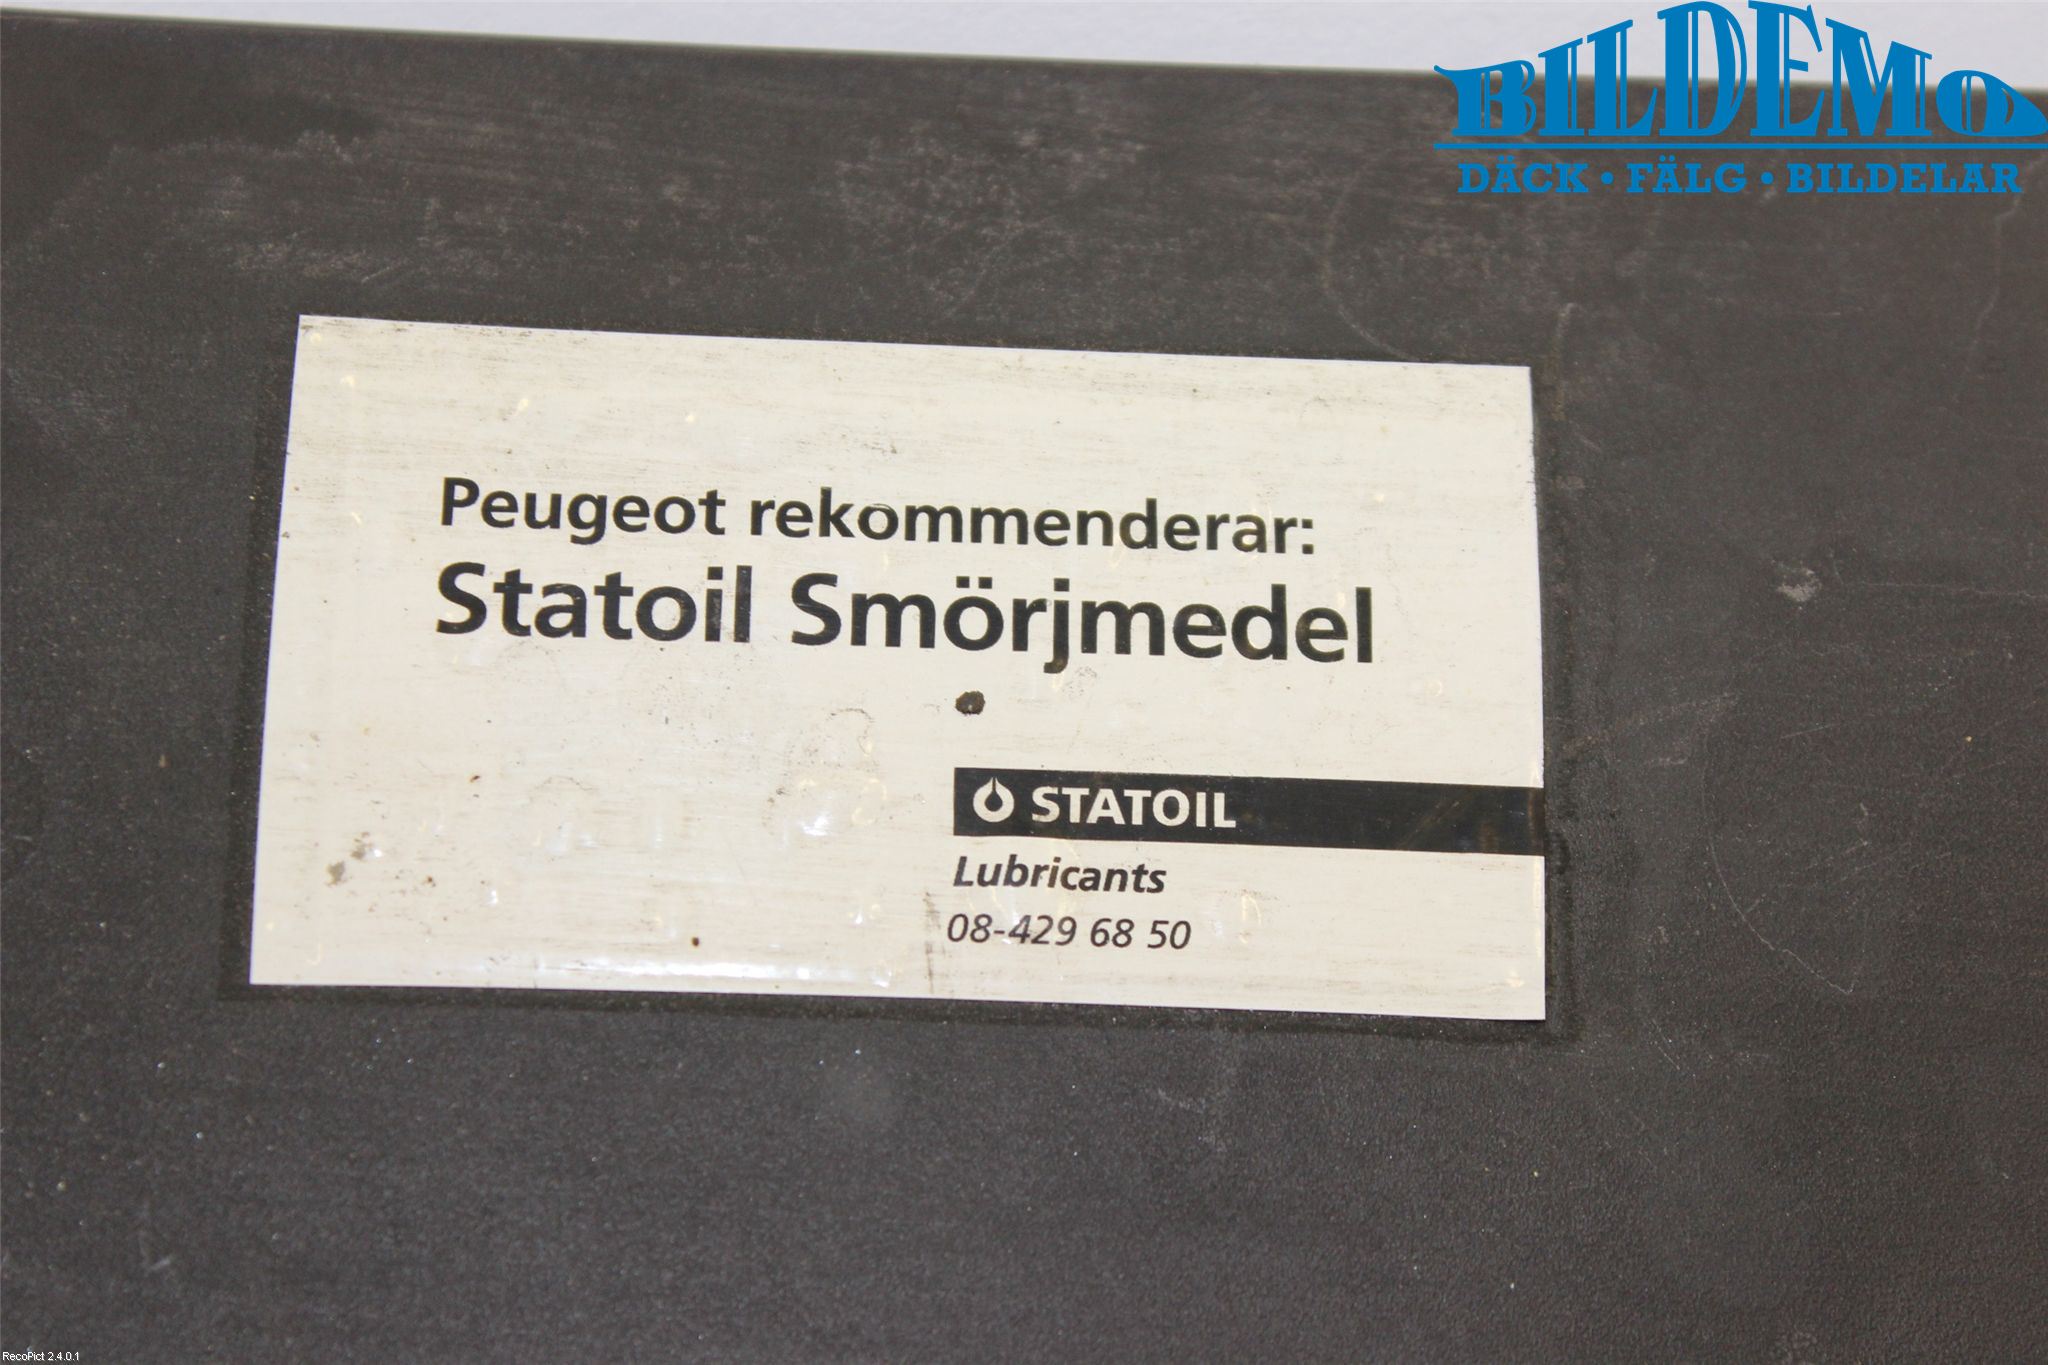 BILDEMO
DÄCK • FÄLG • BILDELAR
Peugeot rekommenderar:
Statoil Smörjmedel
STATOIL
Lubricants
08-429 68 50
RecoPict 2.4.0.1